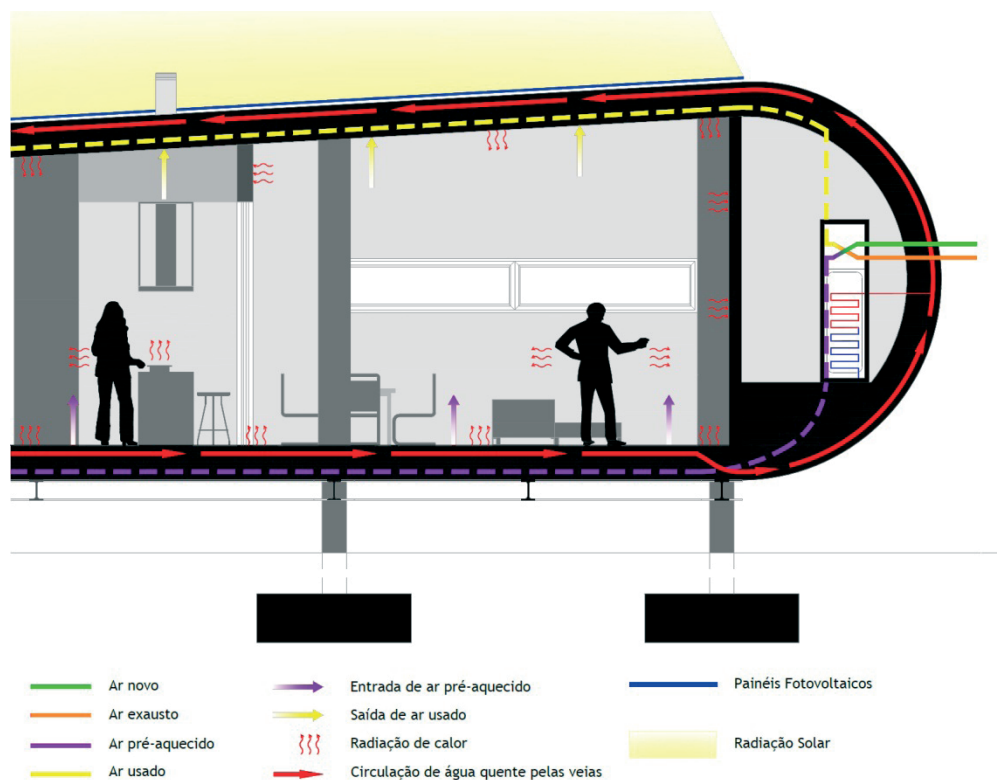 Ar novo
Ar exausto
Ar pré-aquecido
Ar usado
Entrada de ar pré-aquecido
Saída de ar usado
Radiação de calor
Circulação de água quente pelas veias
Painéis Fotovoltaicos
Radiação Solar